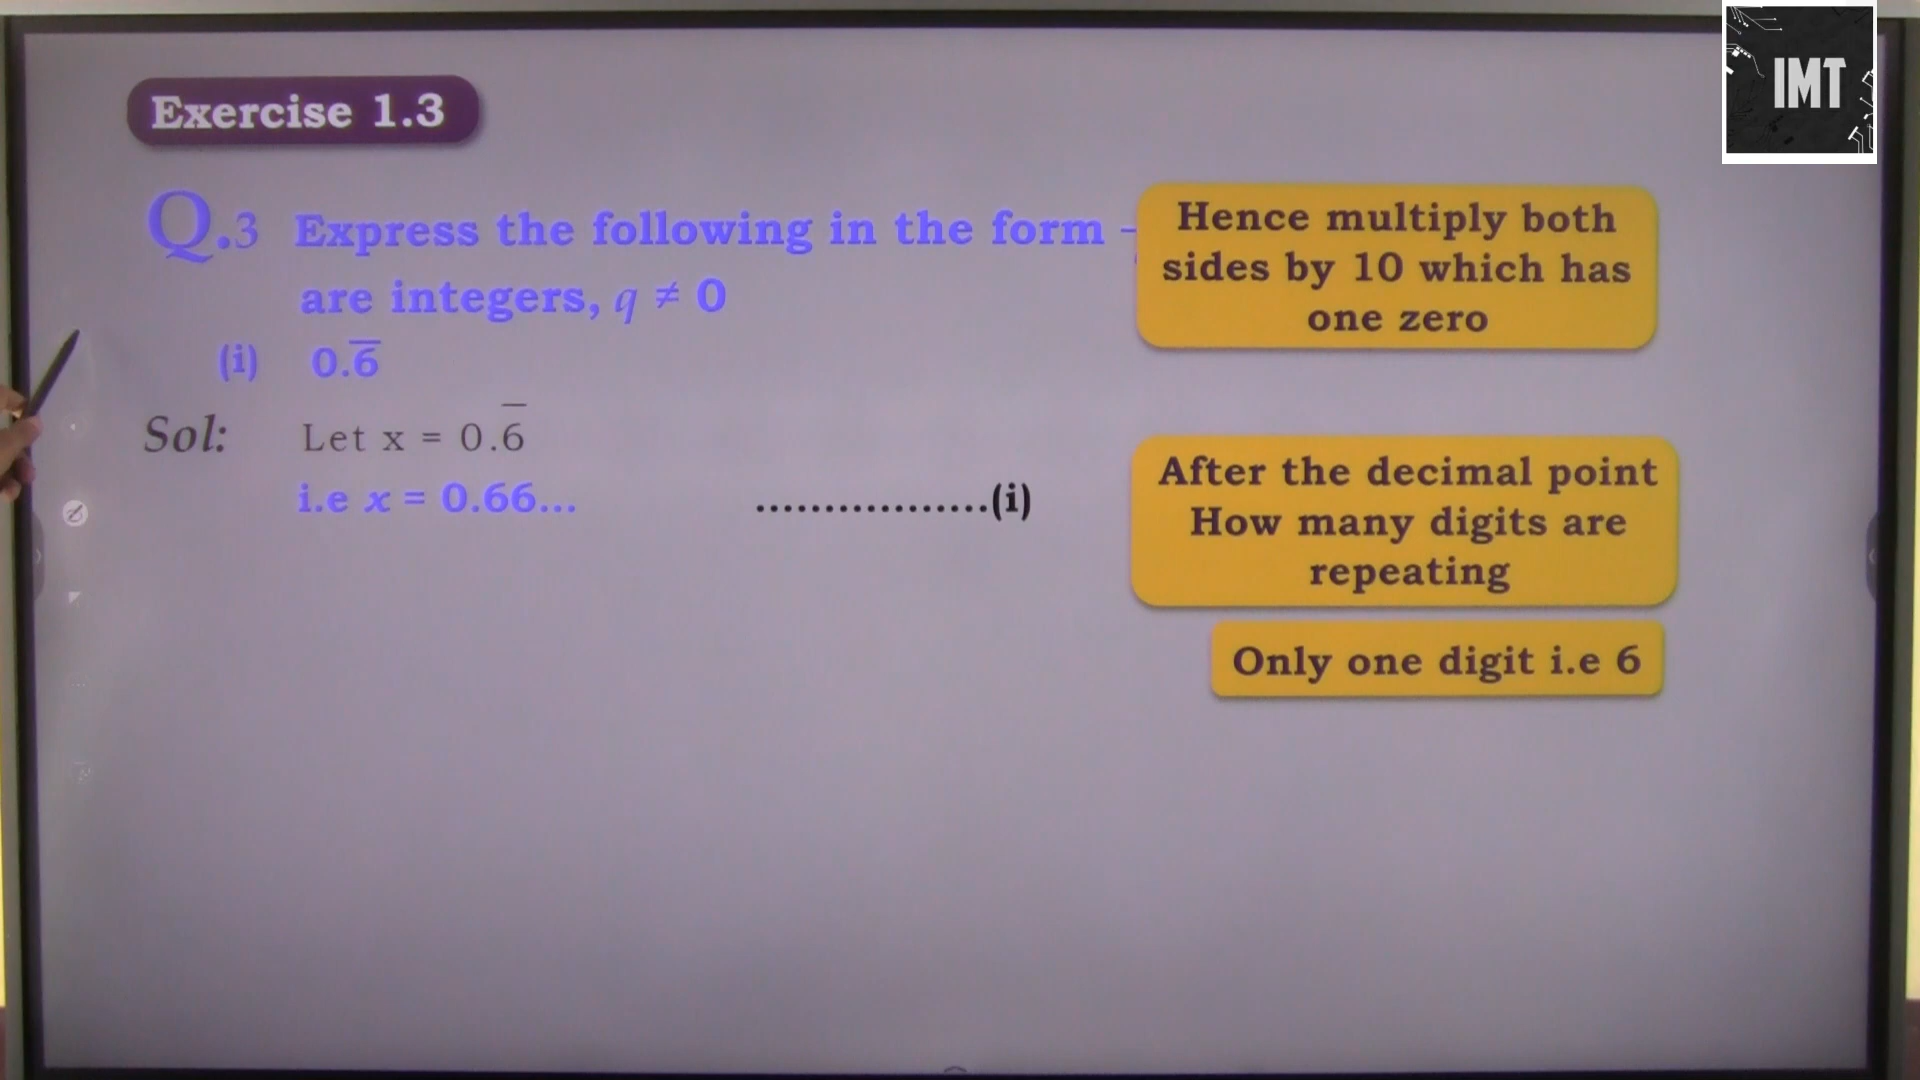 IMT
Exercise 1.3
Q.3 Express the following in the form
are integers, q ≠ 0
(i) 0.6̅
Sol: Let x = 0.6̅
i.e x = 0.66... .................(i)
Hence multiply both
sides by 10 which has
one zero
After the decimal point
How many digits are
repeating
Only one digit i.e 6